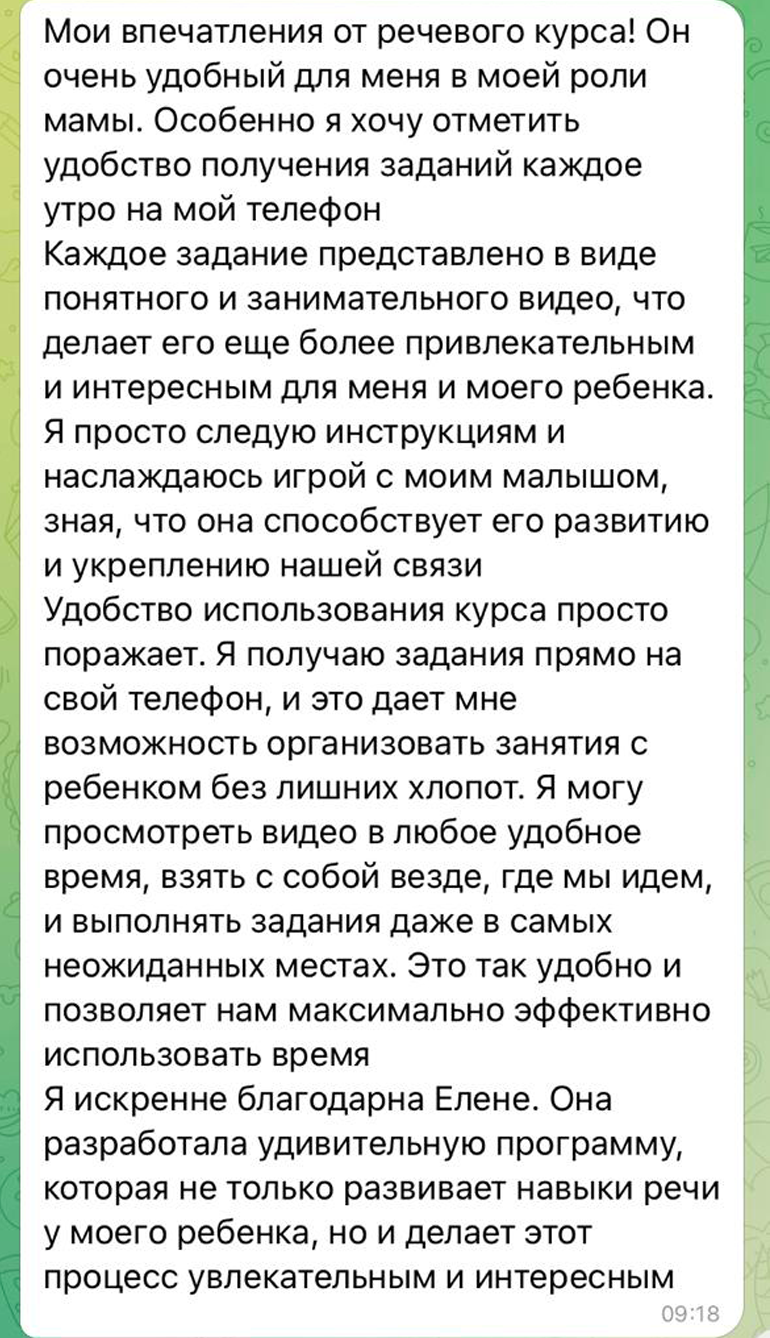 Мои впечатления от речевого курса! Он
очень удобный для меня в моей роли
мамы. Особенно я хочу отметить
удобство получения заданий каждое
утро на мой телефон
Каждое задание представлено в виде
понятного и занимательного видео, что
делает его еще более привлекательным
и интересным для меня и моего ребенка.
Я просто следую инструкциям и
наслаждаюсь игрой с моим малышом,
зная, что она способствует его развитию
и укреплению нашей связи
Удобство использования курса просто
поражает. Я получаю задания прямо на
свой телефон, и это дает мне
возможность организовать занятия с
ребенком без лишних хлопот. Я могу
просмотреть видео в любое удобное
время, взять с собой везде, где мы идем,
и выполнять задания даже в самых
неожиданных местах. Это так удобно и
позволяет нам максимально эффективно
использовать время
Я искренне благодарна Елене. Она
разработала удивительную программу,
которая не только развивает навыки речи
у моего ребенка, но и делает этот
процесс увлекательным и интересным
09:18